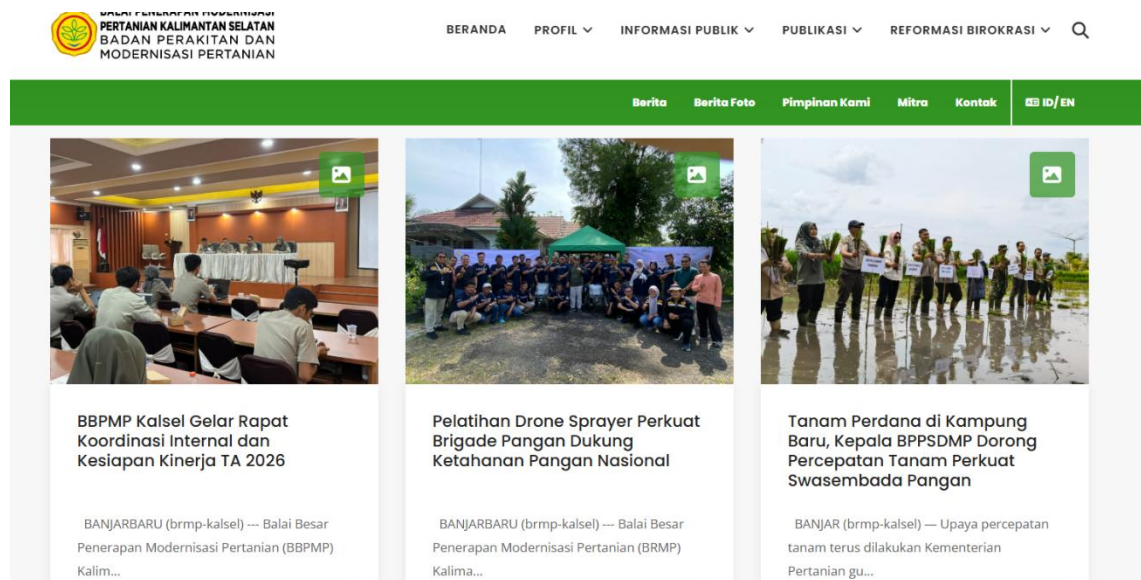 BALAI PENERAPAN MODERNISASI
PERTANIAN KALIMANTAN SELATAN
BADAN PERAKITAN DAN
MODERNISASI PERTANIAN
BERANDA PROFIL INFORMASI PUBLIK PUBLIKASI REFORMASI BIROKRASI
Berita Berita Foto Pimpinan Kami Mitra Kontak ID/ EN
BBPMP Kalsel Gelar Rapat
Koordinasi Internal dan
Kesiapan Kinerja TA 2026
BANJARBARU (brmp-kalsel) --- Balai Besar
Penerapan Modernisasi Pertanian (BBPMP)
Kalim...
Pelatihan Drone Sprayer Perkuat
Brigade Pangan Dukung
Ketahanan Pangan Nasional
BANJARBARU (brmp-kalsel) --- Balai Besar
Penerapan Modernisasi Pertanian (BRMP)
Kalima...
Tanam Perdana di Kampung
Baru, Kepala BPPSDMP Dorong
Percepatan Tanam Perkuat
Swasembada Pangan
BANJAR (brmp-kalsel) — Upaya percepatan
tanam terus dilakukan Kementerian
Pertanian gu...